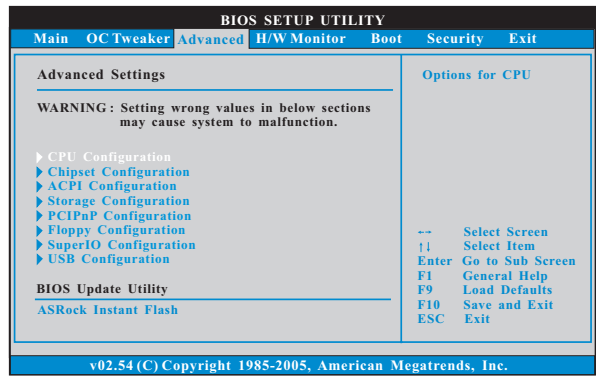 BIOS SETUP UTILITY
Main OC Tweaker Advanced H/W Monitor Boot Security Exit
Advanced Settings
WARNING : Setting wrong values in below sections
may cause system to malfunction.
CPU Configuration
Chipset Configuration
ACPI Configuration
Storage Configuration
PCIPnP Configuration
Floppy Configuration
SuperIO Configuration
USB Configuration
BIOS Update Utility
ASRock Instant Flash
Options for CPU
←→ Select Screen
↑↓ Select Item
Enter Go to Sub Screen
F1 General Help
F9 Load Defaults
F10 Save and Exit
ESC Exit
v02.54 (C) Copyright 1985-2005, American Megatrends, Inc.